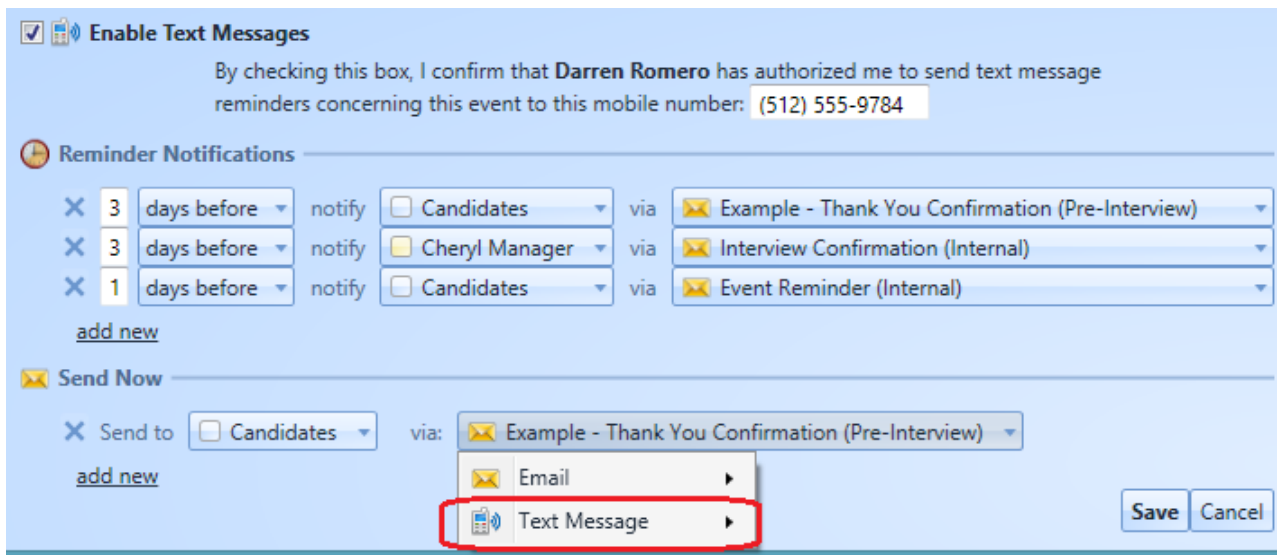 Enable Text Messages
By checking this box, I confirm that Darren Romero has authorized me to send text message
reminders concerning this event to this mobile number: (512) 555-9784
Reminder Notifications
3 days before notify Candidates via Example - Thank You Confirmation (Pre-Interview)
3 days before notify Cheryl Manager via Interview Confirmation (Internal)
1 days before notify Candidates via Event Reminder (Internal)
add new
Send Now
Send to Candidates via: Example - Thank You Confirmation (Pre-Interview)
add new
Email
Text Message
Save Cancel